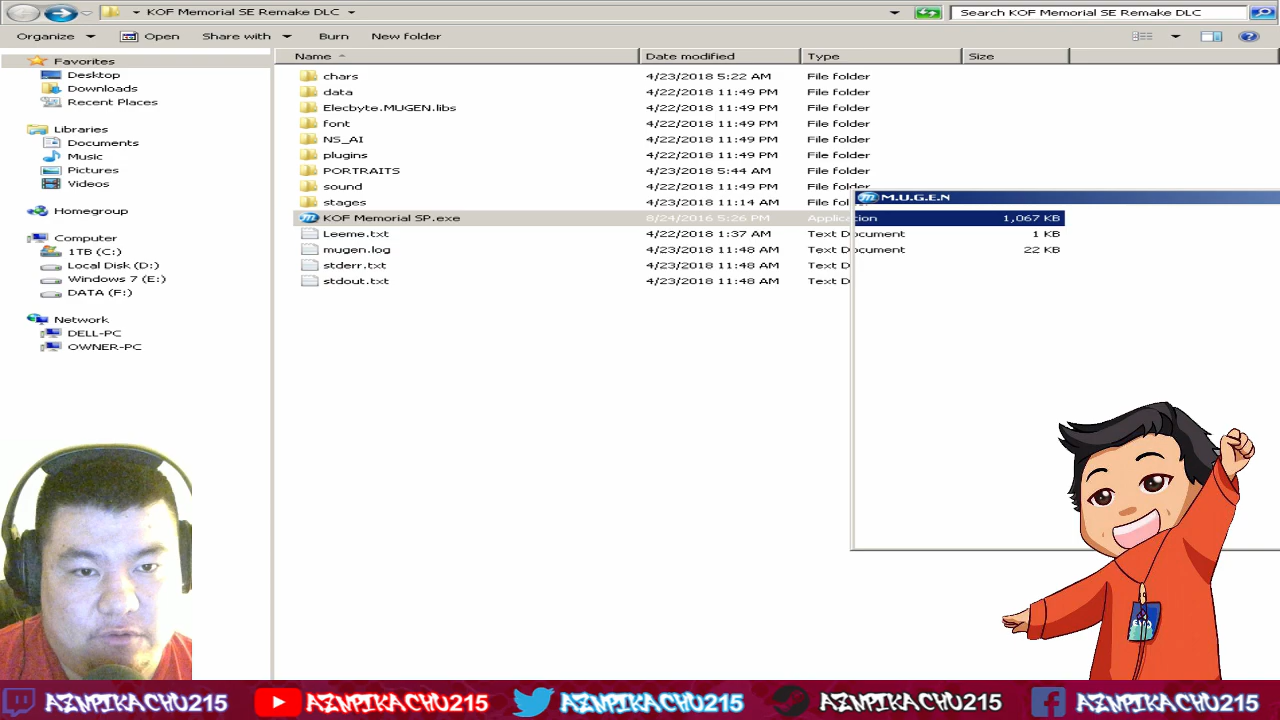 KOF Memorial SE Remake DLC
Search KOF Memorial SE Remake DLC
Organize Open Share with Burn New folder
Name Date modified Type Size
Favorites
Desktop
Downloads
Recent Places
Libraries
Documents
Music
Pictures
Videos
Homegroup
Computer
1TB (C:)
Local Disk (D:)
Windows 7 (E:)
DATA (F:)
Network
DELL-PC
OWNER-PC
chars 4/23/2018 5:22 AM File folder
data 4/22/2018 11:49 PM File folder
Elecbyte.MUGEN.libs 4/22/2018 11:49 PM File folder
font 4/22/2018 11:49 PM File folder
NS_AI 4/22/2018 11:49 PM File folder
plugins 4/22/2018 11:49 PM File folder
PORTRAITS 4/23/2018 5:44 AM File folder
sound 4/22/2018 11:49 PM File folder
stages 4/22/2018 11:14 AM File fol
M.U.G.E.N
KOF Memorial SP.exe 8/24/2016 5:26 PM Application 1,067 KB
Leeme.txt 4/22/2018 1:37 AM Text Document 1 KB
mugen.log 4/23/2018 11:48 AM Text Document 22 KB
stderr.txt 4/23/2018 11:48 AM Text D
stdout.txt 4/23/2018 11:48 AM Text D
AZNPIKACHU215 AZNPIKACHU215 AZNPIKACHU215 AZNPIKACHU215 AZNPIKACHU215